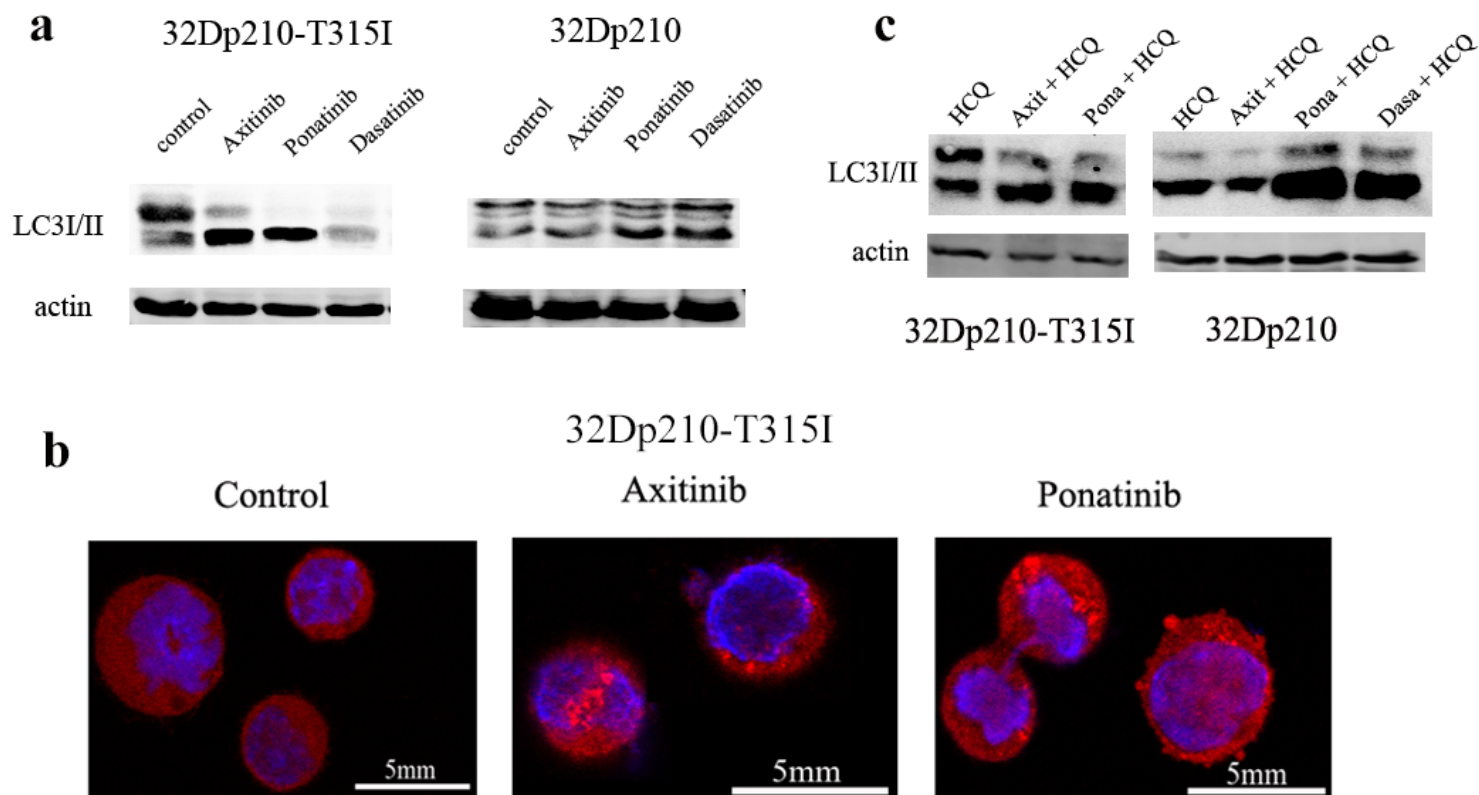 a
32Dp210-T315I
32Dp210
control
Axitinib
Ponatinib
Dasatinib
control
Axitinib
Ponatinib
Dasatinib
LC3I/II
actin
c
HCQ
Axit + HCQ
Pona + HCQ
HCQ
Axit + HCQ
Pona + HCQ
Dasa + HCQ
LC3I/II
actin
32Dp210-T315I
32Dp210
b
32Dp210-T315I
Control
Axitinib
Ponatinib
5mm
5mm
5mm